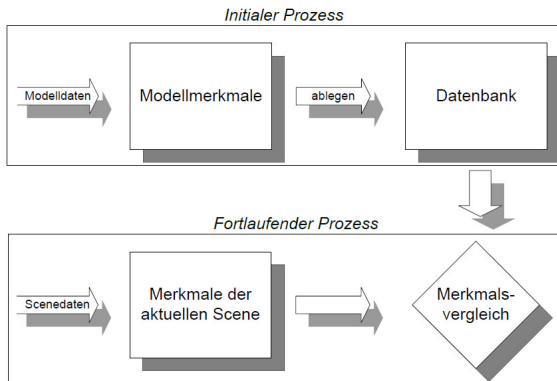 Initialer Prozess
Modelldaten
Modellmerkmale
ablegen
Datenbank
Fortlaufender Prozess
Scenedaten
Merkmale der
aktuellen Scene
Merkmals-
vergleich